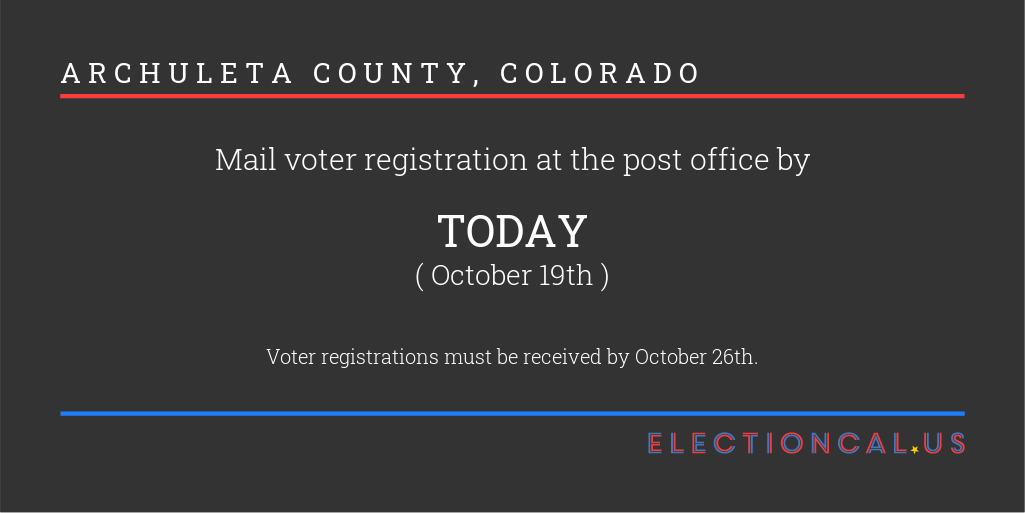 ARCHULETA COUNTY, COLORADO
Mail voter registration at the post office by
TODAY
( October 19th )
Voter registrations must be received by October 26th.
ELECTIONCAL.US